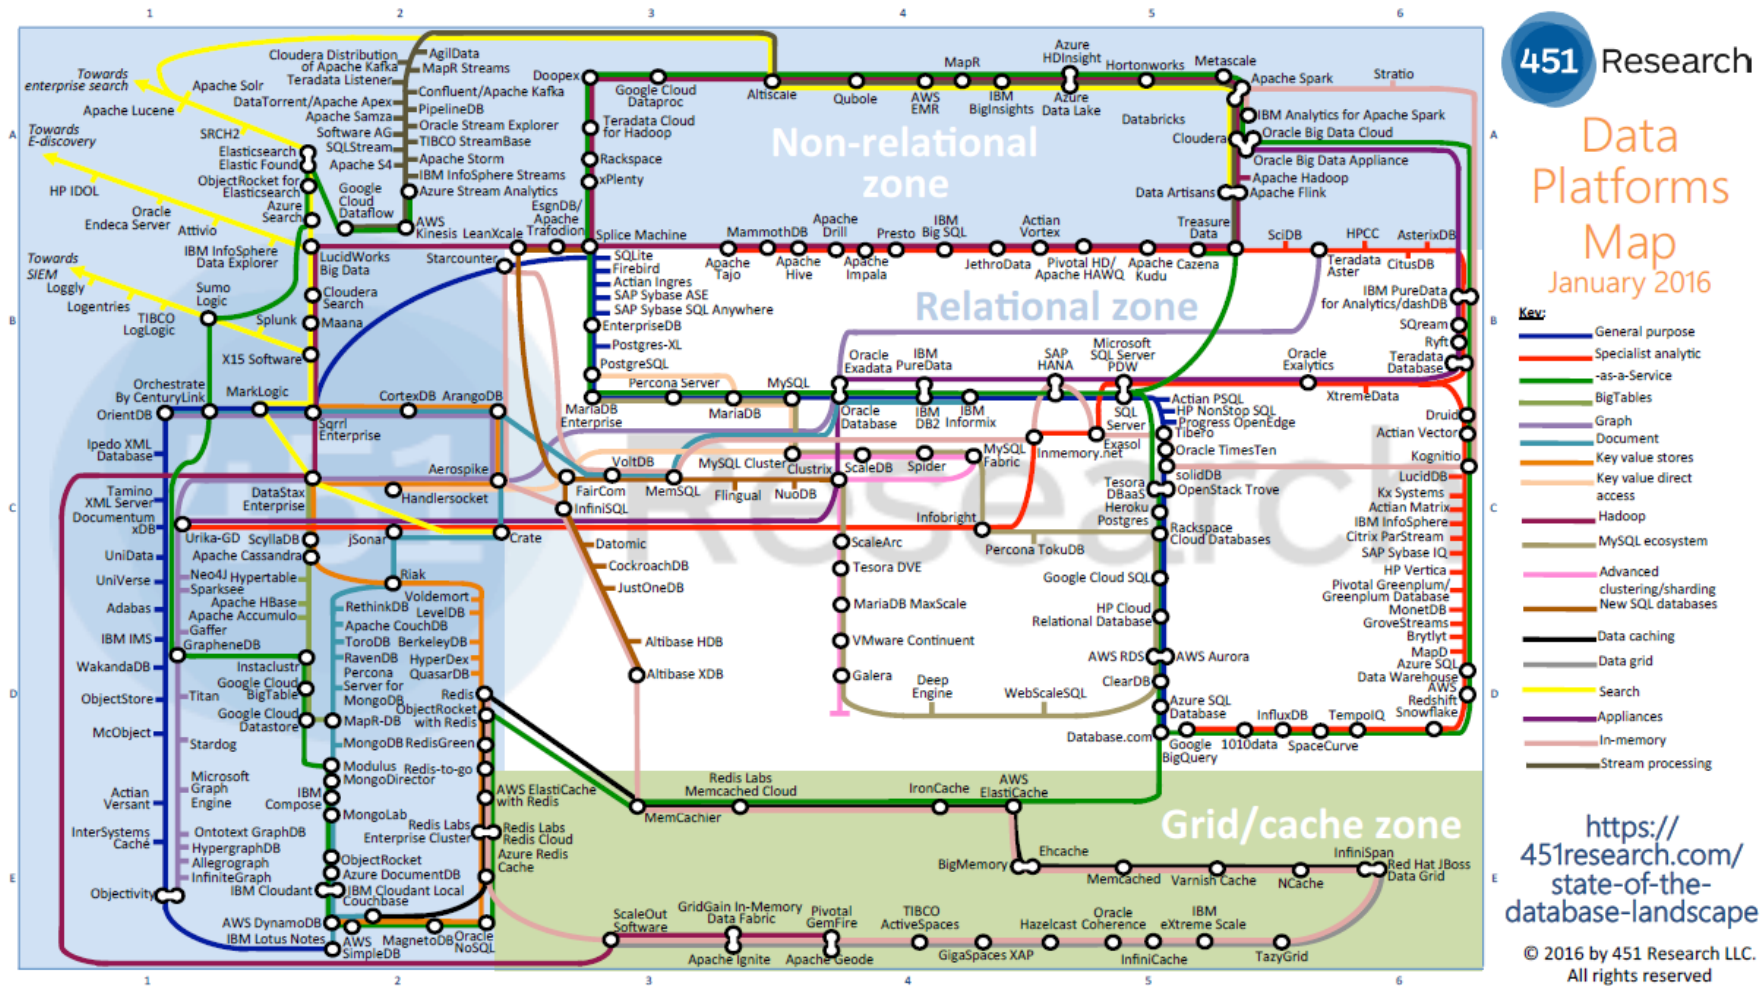 1 2 3 4 5 6
A
B
C
D
E
451 Research
Data
Platforms
Map
January 2016
Key:
General purpose
Specialist analytic
-as-a-Service
BigTables
Graph
Document
Key value stores
Key value direct
access
Hadoop
MySQL ecosystem
Advanced
clustering/sharding
New SQL databases
Data caching
Data grid
Search
Appliances
In-memory
Stream processing
https://
451research.com/
state-of-the-
database-landscape
© 2016 by 451 Research LLC.
All rights reserved
Non-relational
zone
Relational zone
Grid/cache zone
451 Research
Towards
enterprise search
Apache Solr
Apache Lucene
SRCH2
Towards
E-discovery
HP IDOL
Oracle
Endeca Server
Attivio
IBM InfoSphere
Data Explorer
Towards
SIEM
Loggly
Logentries
TIBCO
LogLogic
Sumo
Logic
Splunk
X15 Software
Cloudera Distribution
of Apache Kafka
Teradata Listener
DataTorrent/Apache Apex
Apache Samza
Software AG
SQLStream
Apache S4
AgilData
MapR Streams
Confluent/Apache Kafka
PipelineDB
Oracle Stream Explorer
TIBCO StreamBase
Apache Storm
IBM InfoSphere Streams
Azure Stream Analytics
AWS
Kinesis
Elasticsearch
Elastic Found
ObjectRocket for
Elasticsearch
Azure
Search
Google
Cloud
Dataflow
LucidWorks
Big Data
Cloudera
Search
Maana
LeanXcale
Starcounter
EsgnDB/
Apache
Trafodion
Splice Machine
Doopex
Google Cloud
Dataproc
Teradata Cloud
for Hadoop
Rackspace
xPlenty
Altiscale
Qubole
MapR
AWS
EMR
IBM
BigInsights
Azure
HDInsight
Azure
Data Lake
Hortonworks
Metascale
Apache Spark
Stratio
Databricks
IBM Analytics for Apache Spark
Cloudera
Oracle Big Data Cloud
Oracle Big Data Appliance
Apache Hadoop
Data Artisans
Apache Flink
Treasure
Data
MammothDB
Apache
Tajo
Apache
Hive
Apache
Drill
Apache
Impala
Presto
IBM
Big SQL
JethroData
Actian
Vortex
Pivotal HD/
Apache HAWQ
Apache
Kudu
Cazena
SciDB
Teradata
Aster
HPCC
CitusDB
AsterixDB
IBM PureData
for Analytics/dashDB
SQream
Ryft
Teradata
Database
SQLite
Firebird
Actian Ingres
SAP Sybase ASE
SAP Sybase SQL Anywhere
EnterpriseDB
Postgres-XL
PostgreSQL
Percona Server
MySQL
MariaDB
Enterprise
MariaDB
Oracle
Exadata
IBM
PureData
Oracle
Database
IBM
DB2
IBM
Informix
SAP
HANA
Microsoft
SQL Server
PDW
SQL
Server
Oracle
Exalytics
XtremeData
Actian PSQL
HP NonStop SQL
Progress OpenEdge
Tibero
Oracle TimesTen
solidDB
OpenStack Trove
Tesora
DBaaS
Heroku
Postgres
Rackspace
Cloud Databases
Google Cloud SQL
HP Cloud
Relational Database
AWS RDS
AWS Aurora
ClearDB
Azure SQL
Database
Database.com
Google
BigQuery
1010data
InfluxDB
SpaceCurve
TempoIQ
Druid
Actian Vector
Kognitio
LucidDB
Kx Systems
Actian Matrix
IBM InfoSphere
Citrix ParStream
SAP Sybase IQ
HP Vertica
Pivotal Greenplum/
Greenplum Database
MonetDB
GroveStreams
Brytlyt
MapD
Azure SQL
Data Warehouse
AWS
Redshift
Snowflake
Exasol
Inmemory.net
MySQL
Fabric
Infobright
Percona TokuDB
VoltDB
MemSQL
MySQL Cluster
Clustrix
ScaleDB
Spider
Flingual
NuoDB
FairCom
InfiniSQL
ScaleArc
Tesora DVE
MariaDB MaxScale
VMware Continuent
Galera
Deep
Engine
WebScaleSQL
Datomic
CockroachDB
JustOneDB
Altibase HDB
Altibase XDB
Orchestrate
By CenturyLink
MarkLogic
CortexDB
ArangoDB
OrientDB
Sqrrl
Enterprise
Ipedo XML
Database
Tamino
XML Server
Documentum
xDB
UniData
UniVerse
Adabas
IBM IMS
WakandaDB
ObjectStore
McObject
Actian
Versant
InterSystems
Caché
Objectivity
Aerospike
Handlersocket
DataStax
Enterprise
Urika-GD
ScyllaDB
Apache Cassandra
jSonar
Crate
Neo4J
Sparksee
Hypertable
Apache HBase
Apache Accumulo
Gaffer
GrapheneDB
Instaclustr
Google Cloud
BigTable
Google Cloud
Datastore
Titan
Stardog
Microsoft
Graph
Engine
Ontotext GraphDB
HypergraphDB
Allegrograph
InfiniteGraph
Riak
RethinkDB
Apache CouchDB
ToroDB
RavenDB
Percona
Server for
MongoDB
MapR-DB
MongoDB
Voldemort
LevelDB
BerkeleyDB
HyperDex
QuasarDB
Redis
ObjectRocket
with Redis
RedisGreen
Redis-to-go
Modulus
MongoDirector
IBM
Compose
MongoLab
AWS ElastiCache
with Redis
Redis Labs
Enterprise Cluster
Redis Labs
Redis Cloud
Azure Redis
Cache
ObjectRocket
Azure DocumentDB
IBM Cloudant
IBM Cloudant Local
Couchbase
AWS DynamoDB
IBM Lotus Notes
AWS
SimpleDB
MagnetoDB
Oracle
NoSQL
MemCachier
Redis Labs
Memcached Cloud
IronCache
AWS
ElastiCache
BigMemory
Ehcache
Memcached
Varnish Cache
NCache
InfiniSpan
Red Hat JBoss
Data Grid
ScaleOut
Software
GridGain In-Memory
Data Fabric
Apache Ignite
Pivotal
GemFire
Apache Geode
TIBCO
ActiveSpaces
GigaSpaces XAP
Hazelcast
Oracle
Coherence
InfiniCache
IBM
eXtreme Scale
TazyGrid
A
B
C
D
E
1 2 3 4 5 6